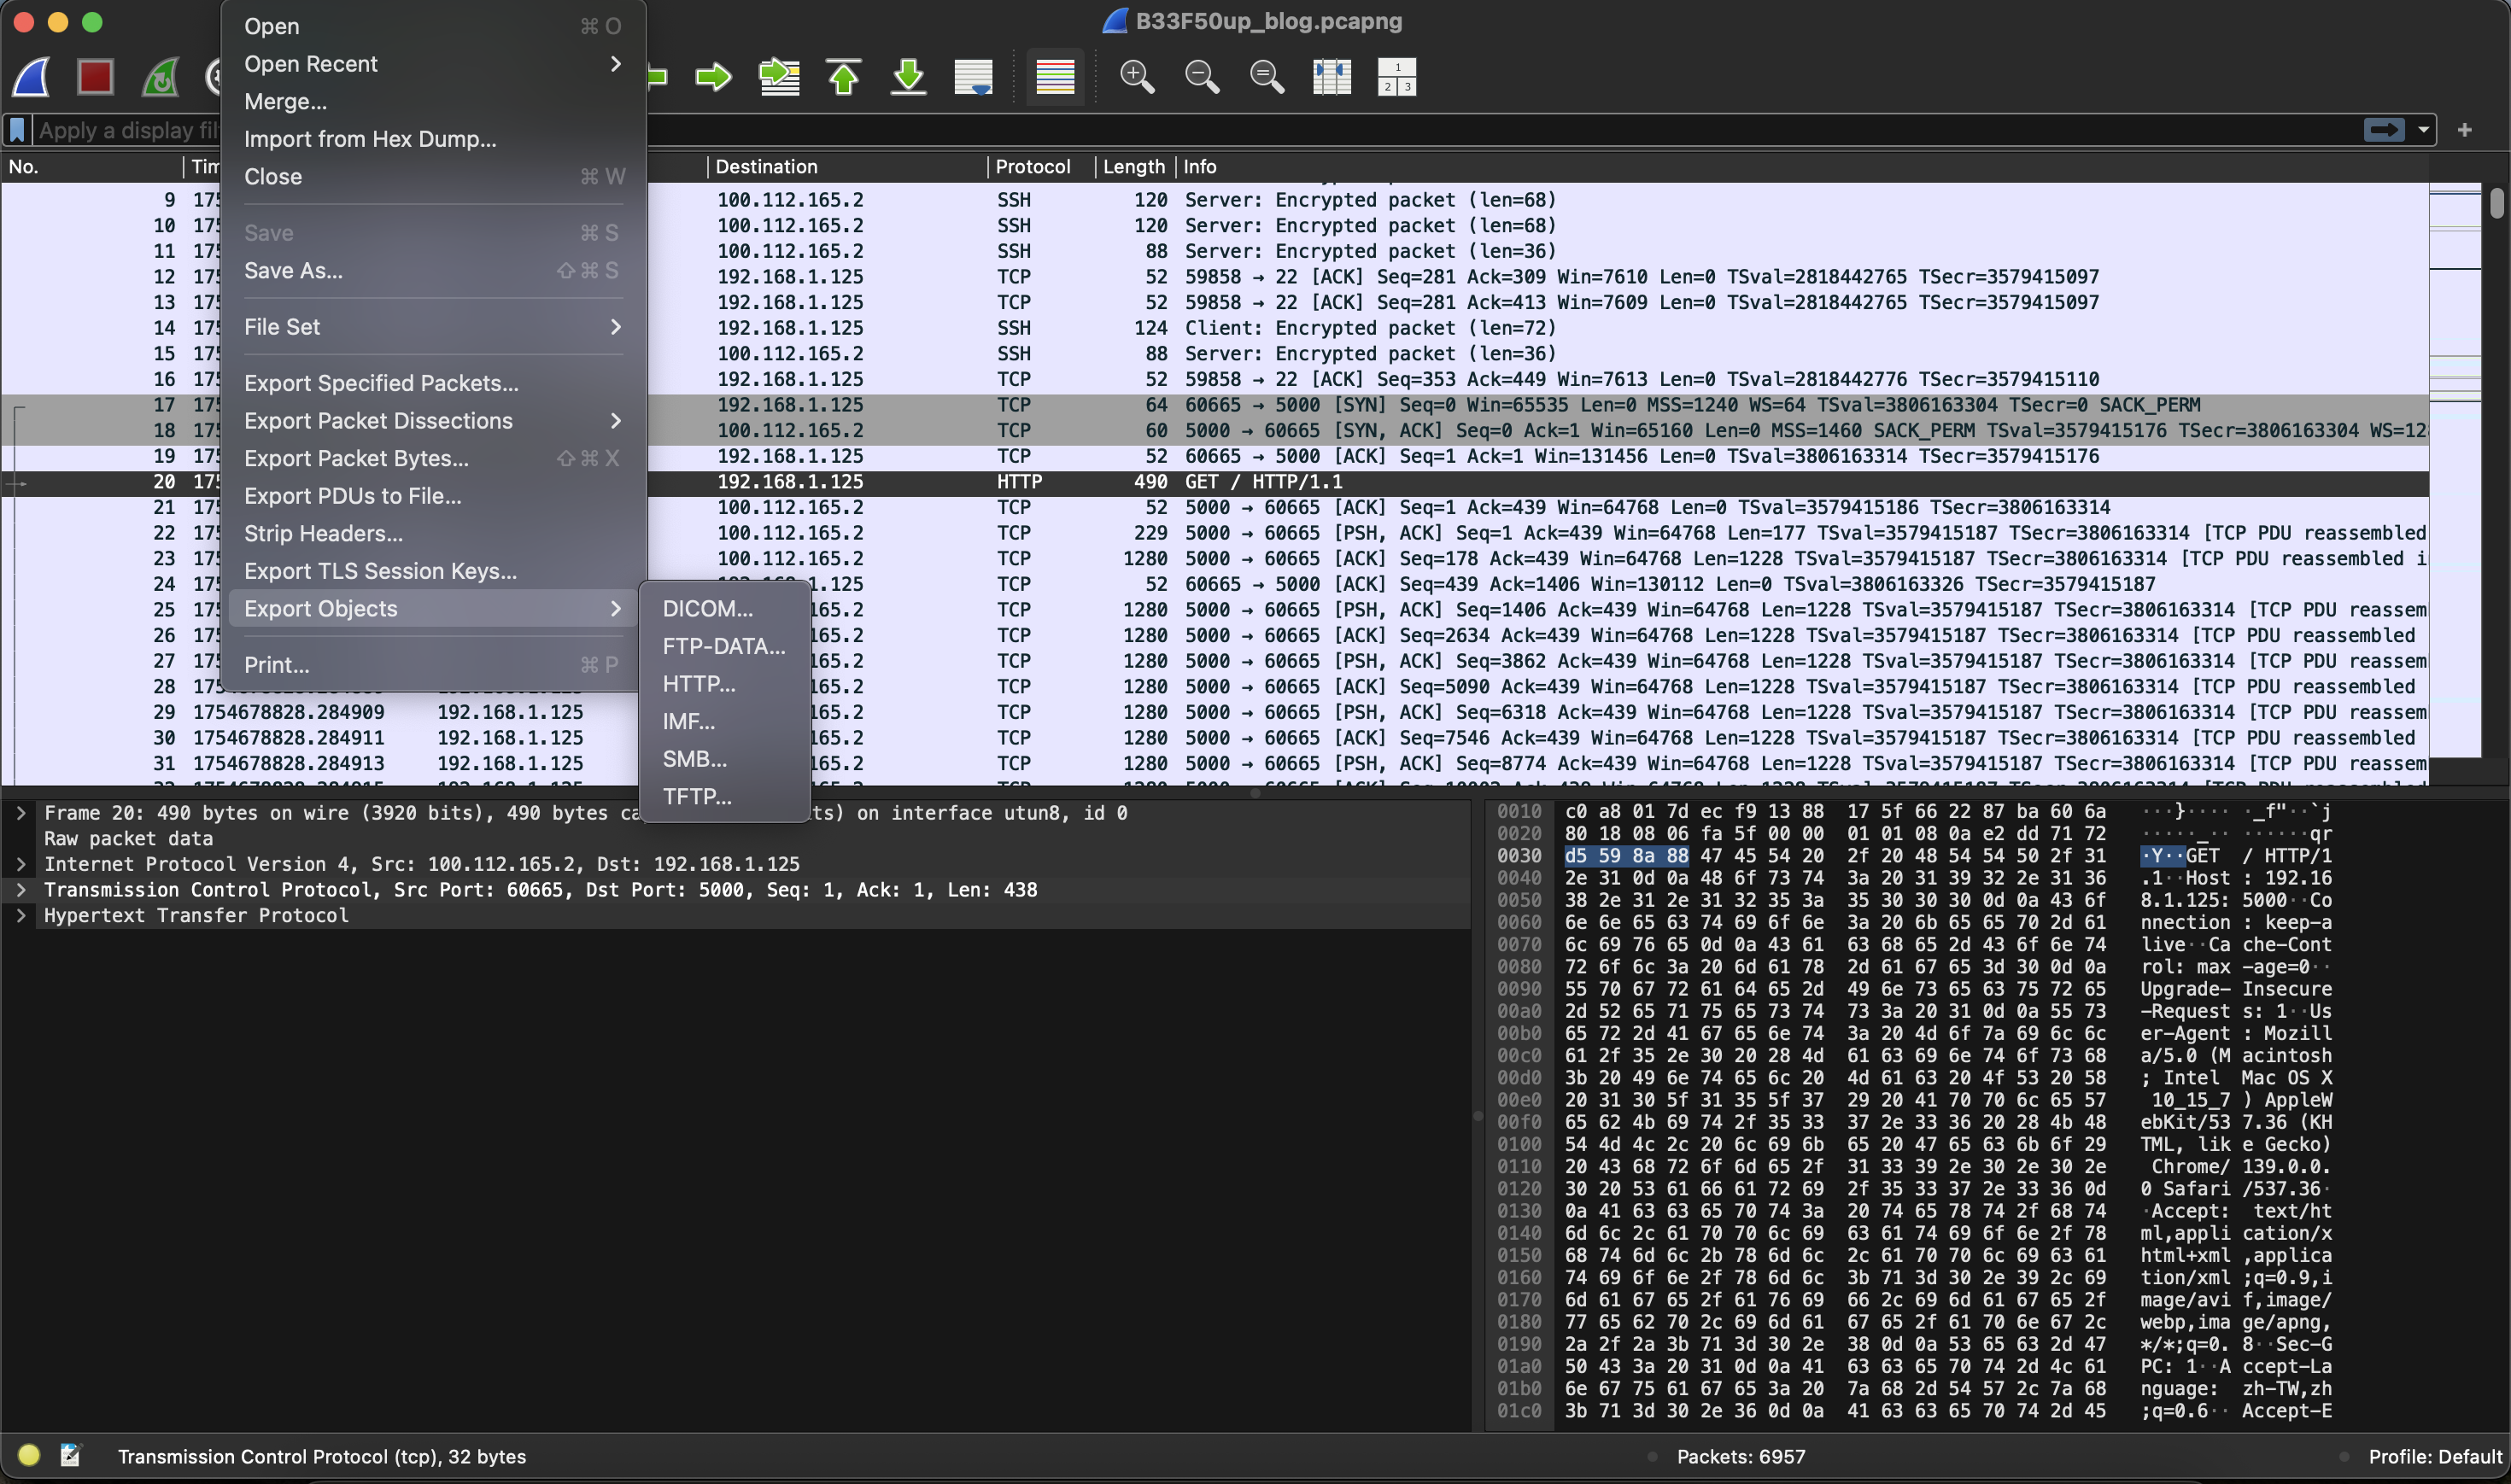 B33F50up_blog.pcapng
Open ⌘ O
Open Recent
Merge...
Import from Hex Dump...
Close ⌘ W
Save ⌘ S
Save As... ⇧ ⌘ S
File Set
Export Specified Packets...
Export Packet Dissections
Export Packet Bytes... ⇧ ⌘ X
Export PDUs to File...
Strip Headers...
Export TLS Session Keys...
Export Objects
Print... ⌘ P
DICOM...
FTP-DATA...
HTTP...
IMF...
SMB...
TFTP...
1
2 3
Apply a display
No. Destination Protocol Length Info
9 100.112.165.2 SSH 120 Server: Encrypted packet (len=68)
10 100.112.165.2 SSH 120 Server: Encrypted packet (len=68)
11 100.112.165.2 SSH 88 Server: Encrypted packet (len=36)
12 192.168.1.125 TCP 52 59858 → 22 [ACK] Seq=281 Ack=309 Win=7610 Len=0 TSval=2818442765 TSecr=3579415097
13 192.168.1.125 TCP 52 59858 → 22 [ACK] Seq=281 Ack=413 Win=7609 Len=0 TSval=2818442765 TSecr=3579415097
14 192.168.1.125 SSH 124 Client: Encrypted packet (len=72)
15 100.112.165.2 SSH 88 Server: Encrypted packet (len=36)
16 192.168.1.125 TCP 52 59858 → 22 [ACK] Seq=353 Ack=449 Win=7613 Len=0 TSval=2818442776 TSecr=3579415110
17 192.168.1.125 TCP 64 60665 → 5000 [SYN] Seq=0 Win=65535 Len=0 MSS=1240 WS=64 TSval=3806163304 TSecr=0 SACK_PERM
18 100.112.165.2 TCP 60 5000 → 60665 [SYN, ACK] Seq=0 Ack=1 Win=65160 Len=0 MSS=1460 SACK_PERM TSval=3579415176 TSecr=3806163304
19 192.168.1.125 TCP 52 60665 → 5000 [ACK] Seq=1 Ack=1 Win=131456 Len=0 TSval=3806163314 TSecr=3579415176
20 192.168.1.125 HTTP 490 GET / HTTP/1.1
21 100.112.165.2 TCP 52 5000 → 60665 [ACK] Seq=1 Ack=439 Win=64768 Len=0 TSval=3579415186 TSecr=3806163314
22 100.112.165.2 TCP 229 5000 → 60665 [PSH, ACK] Seq=1 Ack=439 Win=64768 Len=177 TSval=3579415187 TSecr=3806163314 [TCP PDU reassembled
23 100.112.165.2 TCP 1280 5000 → 60665 [ACK] Seq=178 Ack=439 Win=64768 Len=1228 TSval=3579415187 TSecr=3806163314 [TCP PDU reassembled i
24 TCP 52 60665 → 5000 [ACK] Seq=439 Ack=1406 Win=130112 Len=0 TSval=3806163326 TSecr=3579415187
25 65.2 TCP 1280 5000 → 60665 [PSH, ACK] Seq=1406 Ack=439 Win=64768 Len=1228 TSval=3579415187 TSecr=3806163314 [TCP PDU reassem
26 65.2 TCP 1280 5000 → 60665 [ACK] Seq=2634 Ack=439 Win=64768 Len=1228 TSval=3579415187 TSecr=3806163314 [TCP PDU reassembled
27 65.2 TCP 1280 5000 → 60665 [PSH, ACK] Seq=3862 Ack=439 Win=64768 Len=1228 TSval=3579415187 TSecr=3806163314 [TCP PDU reassem
28 65.2 TCP 1280 5000 → 60665 [ACK] Seq=5090 Ack=439 Win=64768 Len=1228 TSval=3579415187 TSecr=3806163314 [TCP PDU reassembled
29 1754678828.284909 192.168.1.125 65.2 TCP 1280 5000 → 60665 [PSH, ACK] Seq=6318 Ack=439 Win=64768 Len=1228 TSval=3579415187 TSecr=3806163314 [TCP PDU reassem
30 1754678828.284911 192.168.1.125 65.2 TCP 1280 5000 → 60665 [ACK] Seq=7546 Ack=439 Win=64768 Len=1228 TSval=3579415187 TSecr=3806163314 [TCP PDU reassembled
31 1754678828.284913 192.168.1.125 65.2 TCP 1280 5000 → 60665 [PSH, ACK] Seq=8774 Ack=439 Win=64768 Len=1228 TSval=3579415187 TSecr=3806163314 [TCP PDU reassem
Frame 20: 490 bytes on wire (3920 bits), 490 bytes on interface utun8, id 0
Raw packet data
Internet Protocol Version 4, Src: 100.112.165.2, Dst: 192.168.1.125
Transmission Control Protocol, Src Port: 60665, Dst Port: 5000, Seq: 1, Ack: 1, Len: 438
Hypertext Transfer Protocol
0010 c0 a8 01 7d ec f9 13 88 17 5f 66 22 87 ba 60 6a ···}···· ·_f"··`j
0020 80 18 08 06 fa 5f 00 00 01 01 08 0a e2 dd 71 72 ·····_·· ······qr
0030 d5 59 8a 88 47 45 54 20 2f 20 48 54 54 50 2f 31 ·Y··GET / HTTP/1
0040 2e 31 0d 0a 48 6f 73 74 3a 20 31 39 32 2e 31 36 .1··Host : 192.16
0050 38 2e 31 2e 31 32 35 3a 35 30 30 30 0d 0a 43 6f 8.1.125: 5000··Co
0060 6e 6e 65 63 74 69 6f 6e 3a 20 6b 65 65 70 2d 61 nnection : keep-a
0070 6c 69 76 65 0d 0a 43 61 63 68 65 2d 43 6f 6e 74 live··Ca che-Cont
0080 72 6f 6c 3a 20 6d 61 78 2d 61 67 65 3d 30 0d 0a rol: max -age=0··
0090 55 70 67 72 61 64 65 2d 49 6e 73 65 63 75 72 65 Upgrade- Insecure
00a0 2d 52 65 71 75 65 73 74 73 3a 20 31 0d 0a 55 73 -Request s: 1··Us
00b0 65 72 2d 41 67 65 6e 74 3a 20 4d 6f 7a 69 6c 6c er-Agent : Mozill
00c0 61 2f 35 2e 30 20 28 4d 61 63 69 6e 74 6f 73 68 a/5.0 (M acintosh
00d0 3b 20 49 6e 74 65 6c 20 4d 61 63 20 4f 53 20 58 ; Intel Mac OS X
00e0 20 31 30 5f 31 35 5f 37 29 20 41 70 70 6c 65 57 10_15_7 ) AppleW
00f0 65 62 4b 69 74 2f 35 33 37 2e 33 36 20 28 4b 48 ebKit/53 7.36 (KH
0100 54 4d 4c 2c 20 6c 69 6b 65 20 47 65 63 6b 6f 29 TML, lik e Gecko)
0110 20 43 68 72 6f 6d 65 2f 31 33 39 2e 30 2e 30 2e Chrome/ 139.0.0.
0120 30 20 53 61 66 61 72 69 2f 35 33 37 2e 33 36 0d 0 Safari /537.36·
0130 0a 41 63 63 65 70 74 3a 20 74 65 78 74 2f 68 74 ·Accept: text/ht
0140 6d 6c 2c 61 70 70 6c 69 63 61 74 69 6f 6e 2f 78 ml,appli cation/x
0150 68 74 6d 6c 2b 78 6d 6c 2c 61 70 70 6c 69 63 61 html+xml ,applica
0160 74 69 6f 6e 2f 78 6d 6c 3b 71 3d 30 2e 39 2c 69 tion/xml ;q=0.9,i
0170 6d 61 67 65 2f 61 76 69 66 2c 69 6d 61 67 65 2f mage/avi f,image/
0180 77 65 62 70 2c 69 6d 61 67 65 2f 61 70 6e 67 2c webp,ima ge/apng,
0190 2a 2f 2a 3b 71 3d 30 2e 38 0d 0a 53 65 63 2d 47 */*;q=0. 8··Sec-G
01a0 50 43 3a 20 31 0d 0a 41 63 63 65 70 74 2d 4c 61 PC: 1··A ccept-La
01b0 6e 67 75 61 67 65 3a 20 7a 68 2d 54 57 2c 7a 68 nguage: zh-TW,zh
01c0 3b 71 3d 30 2e 36 0d 0a 41 63 63 65 70 74 2d 45 ;q=0.6·· Accept-E
Transmission Control Protocol (tcp), 32 bytes
Packets: 6957
Profile: Default